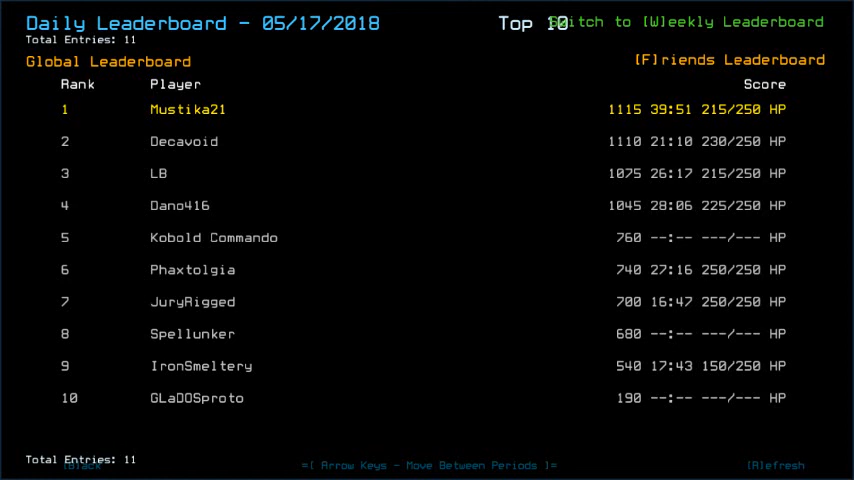 Daily Leaderboard - 05/17/2018 Top 10 Switch to [W]eekly Leaderboard
Total Entries: 11
Global Leaderboard [F]riends Leaderboard
Rank Player Score
1 Mustika21 1115 39:51 215/250 HP
2 Decavoid 1110 21:10 230/250 HP
3 LB 1075 26:17 215/250 HP
4 Dano416 1045 28:06 225/250 HP
5 Kobold Commando 760 --:-- ---/--- HP
6 Phaxtolgia 740 27:16 250/250 HP
7 JuryRigged 700 16:47 250/250 HP
8 Spellunker 680 --:-- ---/--- HP
9 IronSmeltery 540 17:43 150/250 HP
10 GLaDOSproto 190 --:-- ---/--- HP
Total Entries: 11
[B]ack =[ Arrow Keys - Move Between Periods ]= [R]efresh